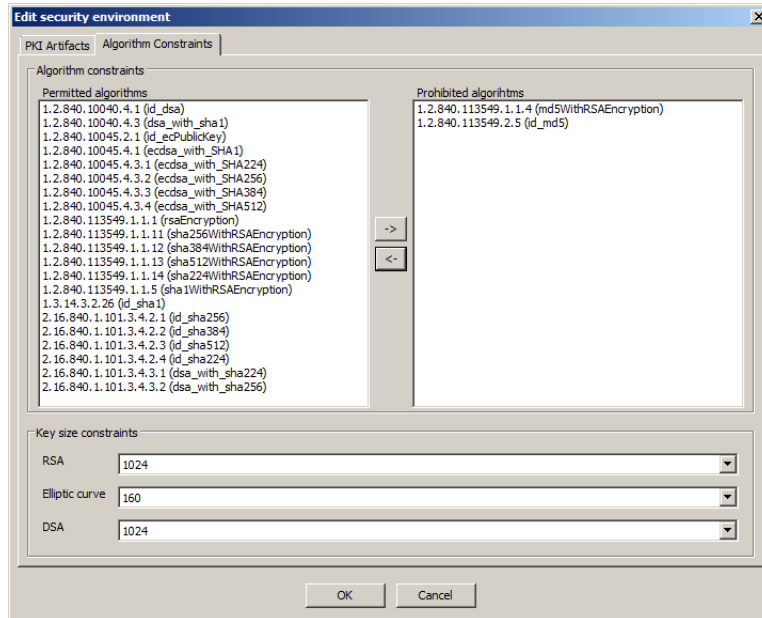 Edit security environment
PKI Artifacts
Algorithm Constraints
Algorithm constraints
Permitted algorithms
1.2.840.10040.4.1 (id_dsa)
1.2.840.10040.4.3 (dsa_with_sha1)
1.2.840.10045.2.1 (id_ecPublicKey)
1.2.840.10045.4.1 (ecdsa_with_SHA1)
1.2.840.10045.4.3.1 (ecdsa_with_SHA224)
1.2.840.10045.4.3.2 (ecdsa_with_SHA256)
1.2.840.10045.4.3.3 (ecdsa_with_SHA384)
1.2.840.10045.4.3.4 (ecdsa_with_SHA512)
1.2.840.113549.1.1.1 (rsaEncryption)
1.2.840.113549.1.1.11 (sha256WithRSAEncryption)
1.2.840.113549.1.1.12 (sha384WithRSAEncryption)
1.2.840.113549.1.1.13 (sha512WithRSAEncryption)
1.2.840.113549.1.1.14 (sha224WithRSAEncryption)
1.2.840.113549.1.1.5 (sha1WithRSAEncryption)
1.3.14.3.2.26 (id_sha1)
2.16.840.1.101.3.4.2.1 (id_sha256)
2.16.840.1.101.3.4.2.2 (id_sha384)
2.16.840.1.101.3.4.2.3 (id_sha512)
2.16.840.1.101.3.4.2.4 (id_sha224)
2.16.840.1.101.3.4.3.1 (dsa_with_sha224)
2.16.840.1.101.3.4.3.2 (dsa_with_sha256)
->
<-
Prohibited algorihtms
1.2.840.113549.1.1.4 (md5WithRSAEncryption)
1.2.840.113549.2.5 (id_md5)
Key size constraints
RSA
1024
Elliptic curve
160
DSA
1024
OK
Cancel